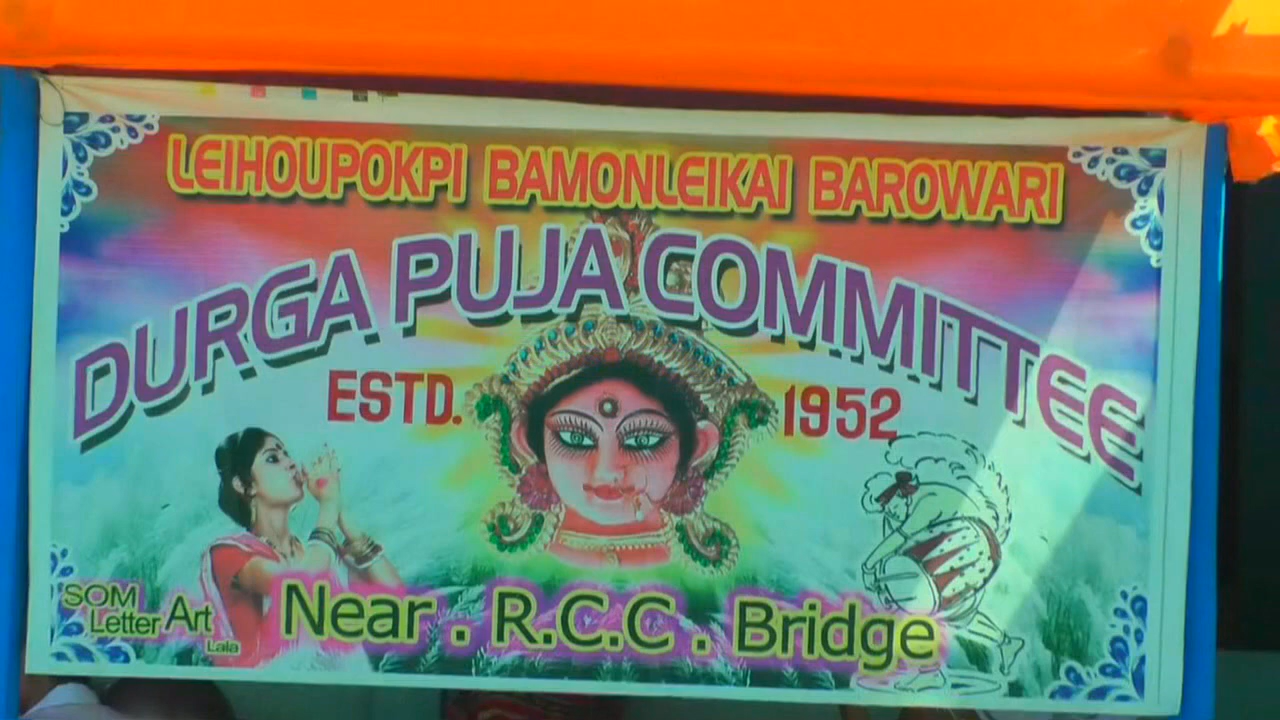 LEIHOUPOKPI BAMONLEIKAI BAROWARI
DURGA PUJA COMMITTEE
ESTD. 1952
Near . R.C.C . Bridge
SOM
Letter Art
Lala